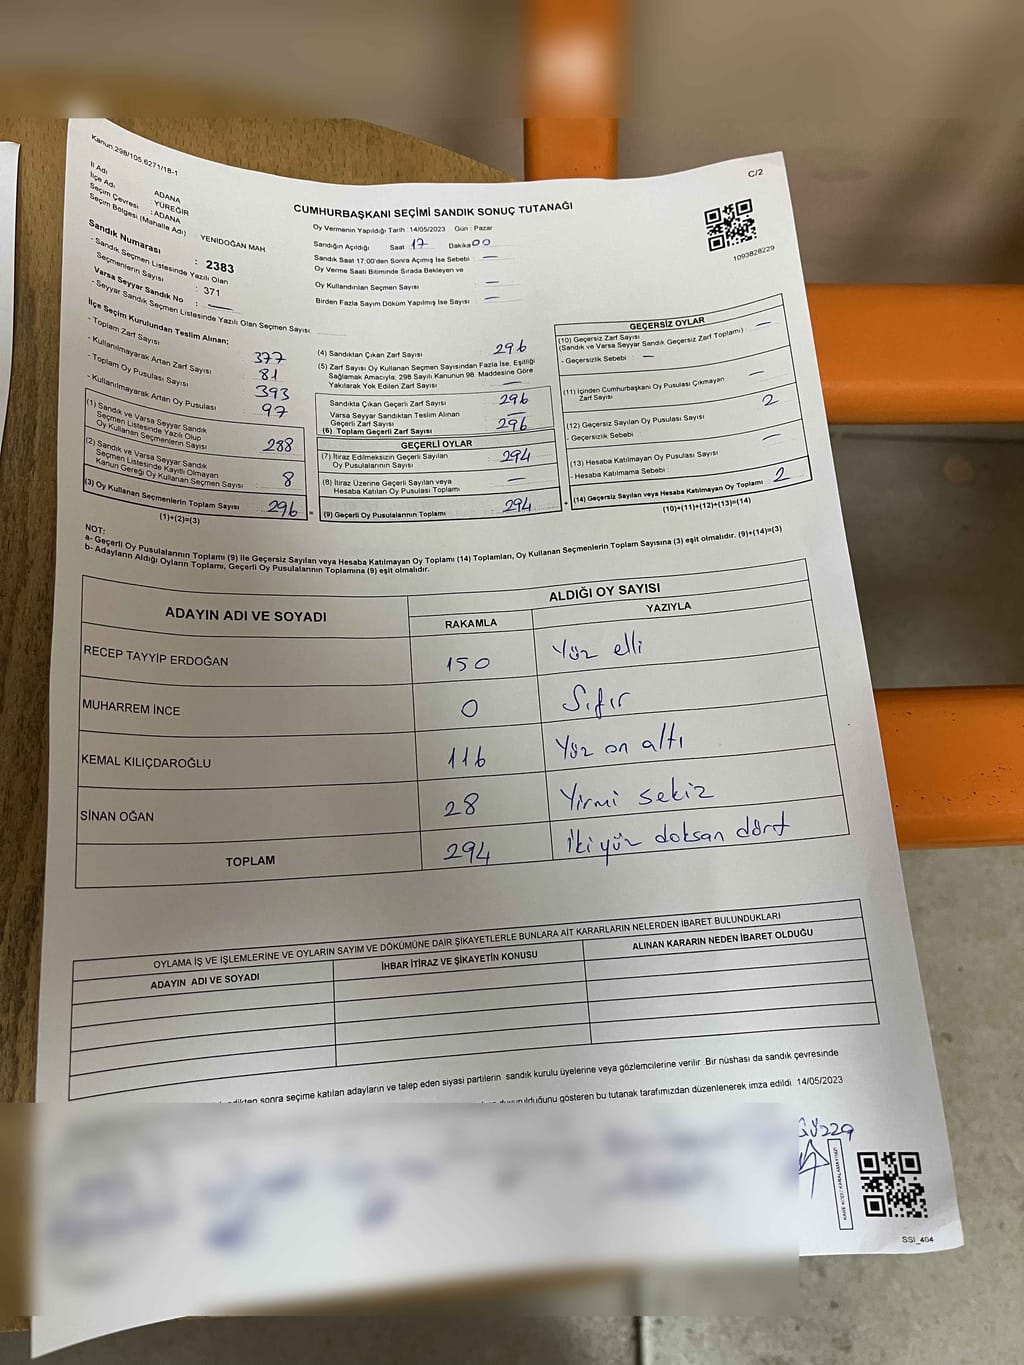 Kanun.298/105,6271/18-1
C/2
İl Adı : ADANA
İlçe Adı : YÜREĞİR
Seçim Çevresi : ADANA
Seçim Bölgesi (Mahalle Adı) : YENİDOĞAN MAH.
Sandık Numarası : 2383
- Sandık Seçmen Listesinde Yazılı Olan
Seçmenlerin Sayısı : 371
Varsa Seyyar Sandık No : —
- Seyyar Sandık Seçmen Listesinde Yazılı Olan Seçmen Sayısı
CUMHURBAŞKANI SEÇİMİ SANDIK SONUÇ TUTANAĞI
Oy Vermenin Yapıldığı Tarih : 14/05/2023 Gün : Pazar
Sandığın Açıldığı Saat 17 Dakika 00
Sandık Saat 17:00'den Sonra Açılmış İse Sebebi : —
Oy Verme Saati Bitiminde Sırada Bekleyen ve
Oy Kullandırılan Seçmen Sayısı : —
Birden Fazla Sayım Döküm Yapılmış İse Sayısı : —
1093828229
İlçe Seçim Kurulundan Teslim Alınan;
- Toplam Zarf Sayısı 377
- Kullanılmayarak Artan Zarf Sayısı 81
- Toplam Oy Pusulası Sayısı 393
- Kullanılmayarak Artan Oy Pusulası 97
(1) Sandık ve Varsa Seyyar Sandık
Seçmen Listesinde Yazılı Olup
Oy Kullanan Seçmenlerin Sayısı : 288
(2) Sandık ve Varsa Seyyar Sandık
Seçmen Listesinde Kayıtlı Olmayan
Kanun Gereği Oy Kullanan Seçmen Sayısı : 8
(3) Oy Kullanan Seçmenlerin Toplam Sayısı : 296
(1)+(2)=(3)
(4) Sandıktan Çıkan Zarf Sayısı 296
(5) Zarf Sayısı Oy Kullanan Seçmen Sayısından Fazla İse, Eşitliği
Sağlamak Amacıyla, 298 Sayılı Kanunun 98. Maddesine Göre
Yakılarak Yok Edilen Zarf Sayısı —
Sandıkta Çıkan Geçerli Zarf Sayısı 296
Varsa Seyyar Sandıktan Teslim Alınan
Geçerli Zarf Sayısı —
(6) Toplam Geçerli Zarf Sayısı 296
GEÇERLİ OYLAR
(7) İtiraz Edilmeksizin Geçerli Sayılan
Oy Pusulalarının Sayısı 294
(8) İtiraz Üzerine Geçerli Sayılan veya
Hesaba Katılan Oy Pusulası Toplamı —
(9) Geçerli Oy Pusulalarının Toplamı 294
GEÇERSİZ OYLAR
(10) Geçersiz Zarf Sayısı
(Sandık ve Varsa Seyyar Sandık Geçersiz Zarf Toplamı) —
- Geçersizlik Sebebi : —
(11) İçinden Cumhurbaşkanı Oy Pusulası Çıkmayan
Zarf Sayısı —
(12) Geçersiz Sayılan Oy Pusulası Sayısı 2
- Geçersizlik Sebebi
(13) Hesaba Katılmayan Oy Pusulası Sayısı —
- Hesaba Katılmama Sebebi :
(14) Geçersiz Sayılan veya Hesaba Katılmayan Oy Toplamı 2
(10)+(11)+(12)+(13)=(14)
NOT:
a- Geçerli Oy Pusulalarının Toplamı (9) ile Geçersiz Sayılan veya Hesaba Katılmayan Oy Toplamı (14) Toplamları, Oy Kullanan Seçmenlerin Toplam Sayısına (3) eşit olmalıdır. (9)+(14)=(3)
b- Adayların Aldığı Oyların Toplamı, Geçerli Oy Pusulalarının Toplamına (9) eşit olmalıdır.
ADAYIN ADI VE SOYADI
ALDIĞI OY SAYISI
RAKAMLA YAZIYLA
RECEP TAYYİP ERDOĞAN 150 Yüz elli
MUHARREM İNCE 0 Sıfır
KEMAL KILIÇDAROĞLU 116 Yüz on altı
SİNAN OĞAN 28 Yirmi sekiz
TOPLAM 294 İki yüz doksan dört
OYLAMA İŞ VE İŞLEMLERİNE VE OYLARIN SAYIM VE DÖKÜMÜNE DAİR ŞİKAYETLERLE BUNLARA AİT KARARLARIN NELERDEN İBARET BULUNDUKLARI
ADAYIN ADI VE SOYADI İHBAR İTİRAZ VE ŞİKAYETİN KONUSU ALINAN KARARIN NEDEN İBARET OLDUĞU
sonra seçime katılan adayların ve talep eden siyasi partilerin sandık kurulu üyelerine veya gözlemcilerine verilir. Bir nüshası da sandık çevresinde
gösteren bu tutanak tarafımızdan düzenlenerek imza edildi. 14/05/2023
KARE KODU KARALAMAYINIZ!
SSİ_464